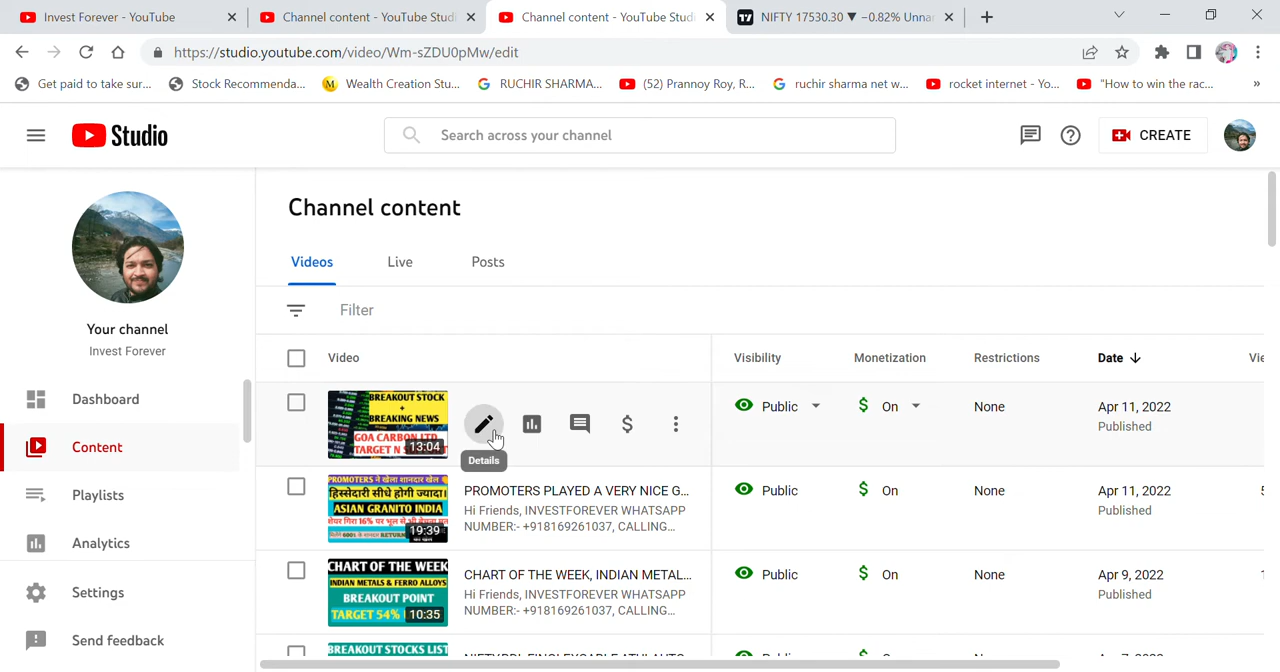 Invest Forever - YouTube
Channel content - YouTube Studi
Channel content - YouTube Studi
NIFTY 17530.30 ▼ −0.82% Unna
https://studio.youtube.com/video/Wm-sZDU0pMw/edit
Get paid to take sur...
Stock Recommenda...
Wealth Creation Stu...
RUCHIR SHARMA...
(52) Prannoy Roy, R...
ruchir sharma net w...
rocket internet - Yo...
"How to win the rac...
»
Studio
Search across your channel
CREATE
Your channel
Invest Forever
Dashboard
Content
Playlists
Analytics
Settings
Send feedback
Channel content
Videos
Live
Posts
Filter
Video
Visibility
Monetization
Restrictions
Date
Vie
BREAKOUT STOCK
+
BREAKING NEWS
GOA CARBON LTD
TARGET N S
13:04
Details
Public
On
None
Apr 11, 2022
Published
PROMOTERS ने खेला शानदार खेल
हिस्सेदारी सीधे होगी ज्यादा।
ASIAN GRANITO INDIA
19:39
PROMOTERS PLAYED A VERY NICE G...
Hi Friends, INVESTFOREVER WHATSAPP
NUMBER:- +918169261037, CALLING...
Public
On
None
Apr 11, 2022
Published
CHART OF THE WEEK
INDIAN METALS & FERRO ALLOYS
BREAKOUT POINT
TARGET 54%
10:35
CHART OF THE WEEK, INDIAN METAL...
Hi Friends, INVESTFOREVER WHATSAPP
NUMBER:- +918169261037, CALLING...
Public
On
None
Apr 9, 2022
Published
BREAKOUT STOCKS LIST